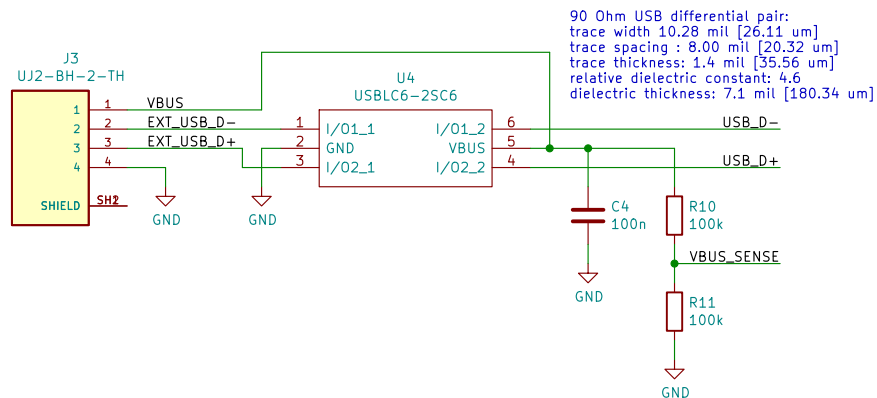 90 Ohm USB differential pair:
trace width 10.28 mil [26.11 um]
trace spacing : 8.00 mil [20.32 um]
trace thickness: 1.4 mil [35.56 um]
relative dielectric constant: 4.6
dielectric thickness: 7.1 mil [180.34 um]
J3
UJ2-BH-2-TH
1 1 VBUS
2 2 EXT_USB_D-
3 3 EXT_USB_D+
4 4
SHIELD
GND
GND
U4
USBLC6-2SC6
1 I/O1_1 I/O1_2 6 USB_D-
2 GND VBUS 5
3 I/O2_1 I/O2_2 4 USB_D+
C4
100n
GND
R10
100k
VBUS_SENSE
R11
100k
GND